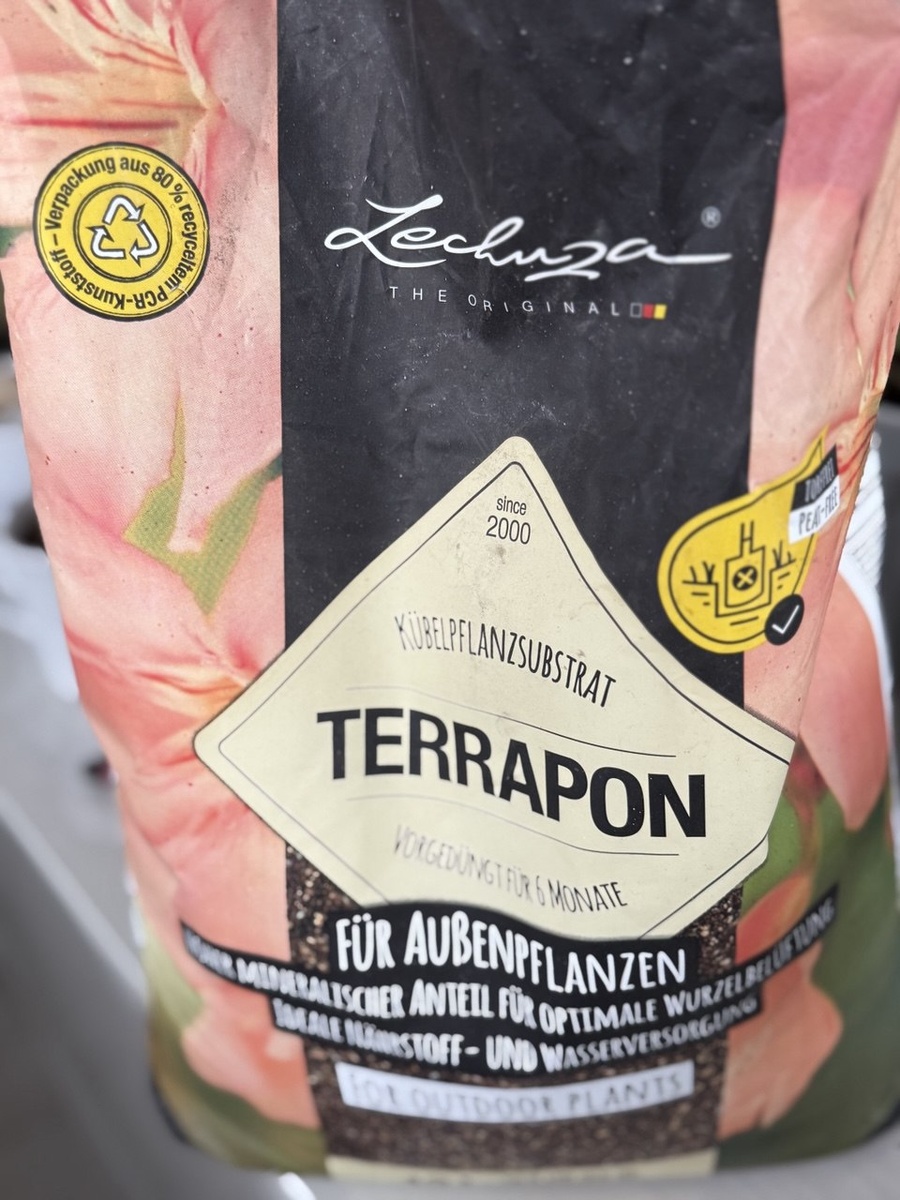 Verpackung aus 80 % recyceltem PCR-Kunststoff –
Lechuza®
THE ORIGINAL
since
2000
PEAT-FREE
KÜBELPFLANZSUBSTRAT
TERRAPON
VORGEDÜNGT FÜR 6 MONATE
FÜR AUßENPFLANZEN
HOHER MINERALISCHER ANTEIL FÜR OPTIMALE WURZELBELÜFTUNG
IDEALE NÄHRSTOFF- UND WASSERVERSORGUNG
FOR OUTDOOR PLANTS